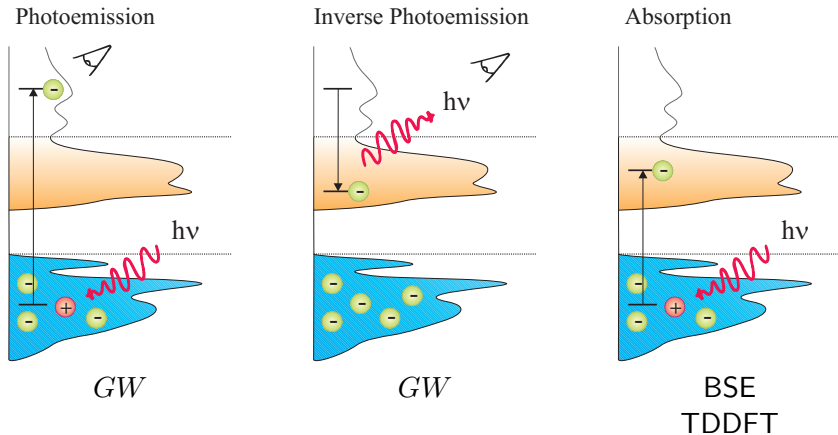 Photoemission
Inverse Photoemission
Absorption
-
hν
-
hν
-
hν
-
+
-
-
GW
-
-
-
-
-
GW
-
+
-
-
hν
BSE
TDDFT